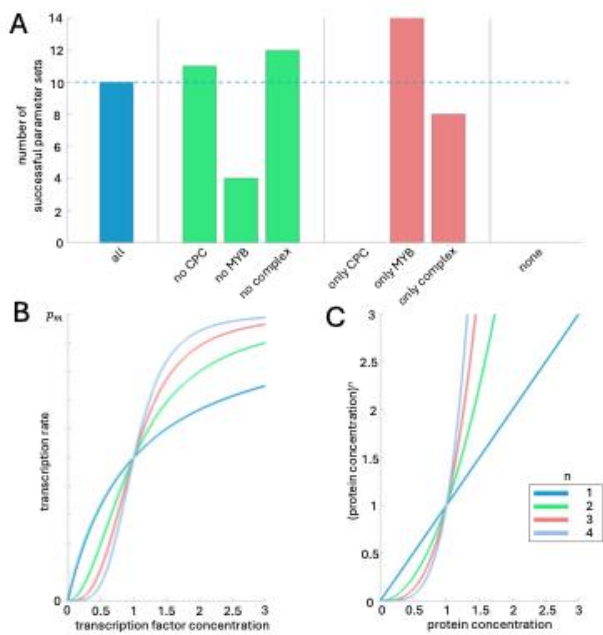 A
number of
successful parameter sets
14
12
10
8
6
4
2
0
all
no CPC
no MYB
no complex
only CPC
only MYB
only complex
none
B
pm
transcription rate
0
0 0.5 1 1.5 2 2.5 3
transcription factor concentration
C
(protein concentration)ⁿ
3
2.5
2
1.5
1
0.5
0
0 0.5 1 1.5 2 2.5 3
protein concentration
n
1
2
3
4